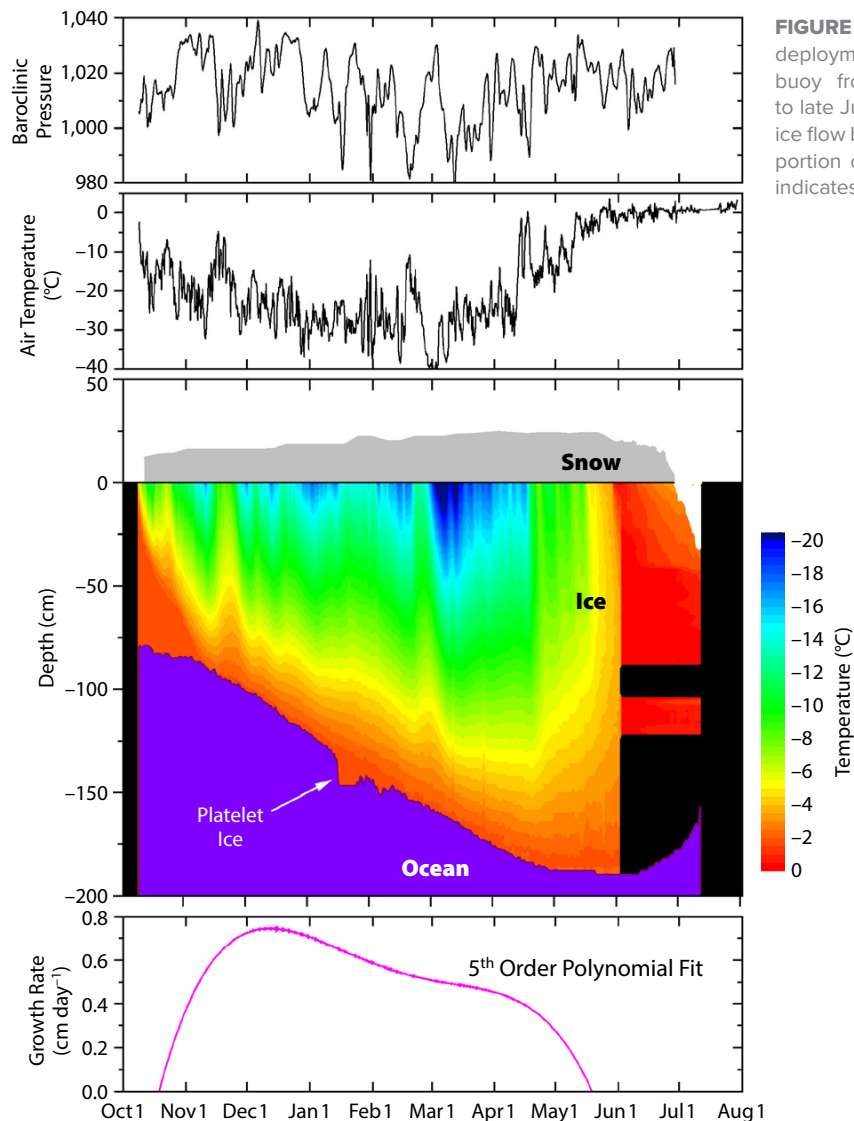 1,040
1,020
1,000
980
Baroclinic
Pressure
FIGURE
deploym
buoy fr
to late Ju
ice flow b
portion o
indicates
0
−10
−20
−30
−40
Air Temperature
(°C)
50
0
−50
−100
−150
−200
Depth (cm)
Snow
Ice
Platelet
Ice
Ocean
−20
−18
−16
−14
−12
−10
−8
−6
−4
−2
0
Temperature (°C)
0.8
0.6
0.4
0.2
0.0
Growth Rate
(cm day⁻¹)
5th Order Polynomial Fit
Oct 1 Nov 1 Dec 1 Jan 1 Feb 1 Mar 1 Apr 1 May 1 Jun 1 Jul 1 Aug 1